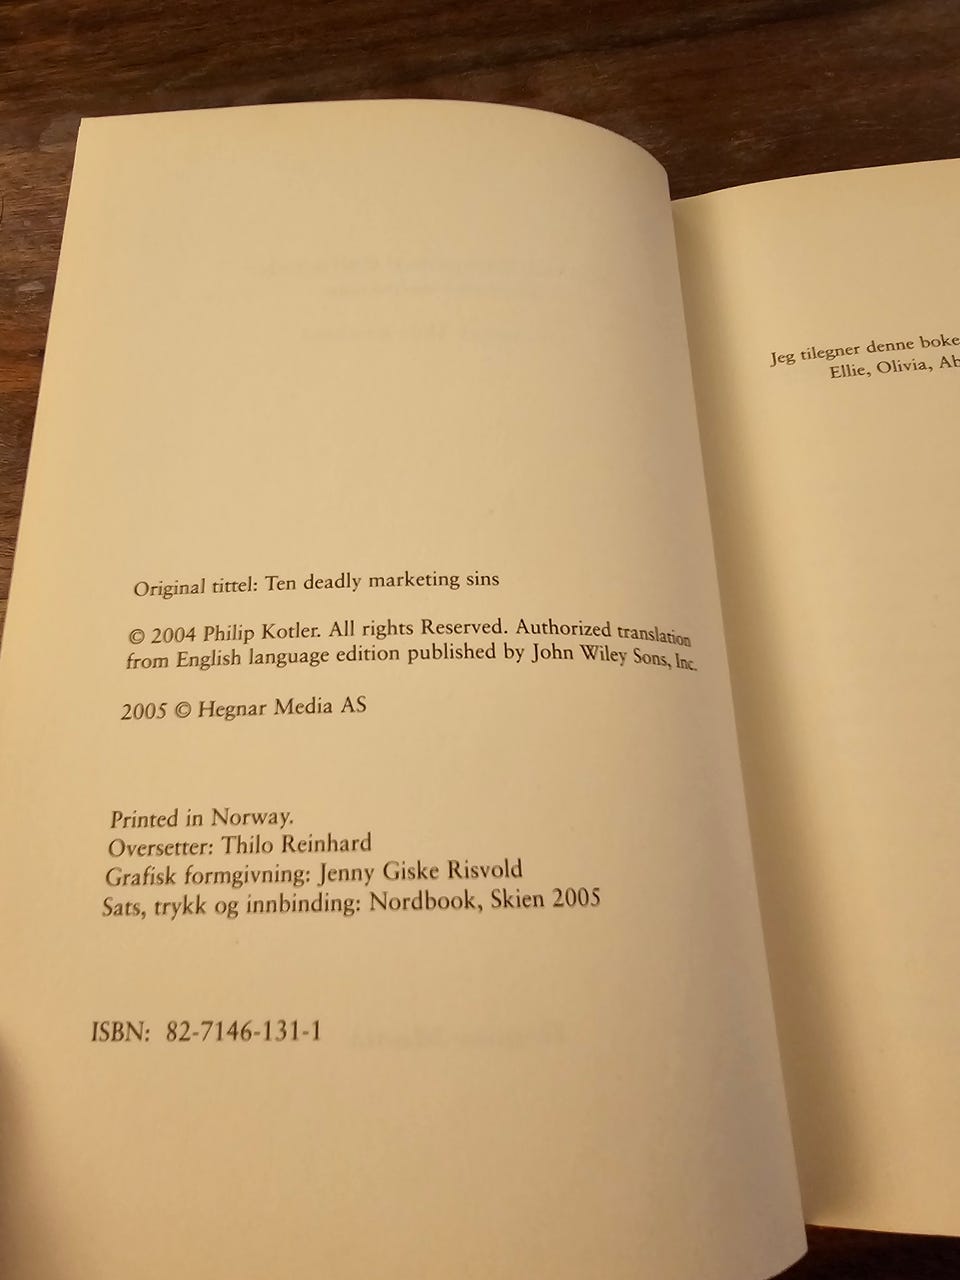 Original tittel: Ten deadly marketing sins
© 2004 Philip Kotler. All rights Reserved. Authorized translation
from English language edition published by John Wiley Sons, Inc.
2005 © Hegnar Media AS
Printed in Norway.
Oversetter: Thilo Reinhard
Grafisk formgivning: Jenny Giske Risvold
Sats, trykk og innbinding: Nordbook, Skien 2005
ISBN: 82-7146-131-1
Jeg tilegner denne boke
Ellie, Olivia, Ab